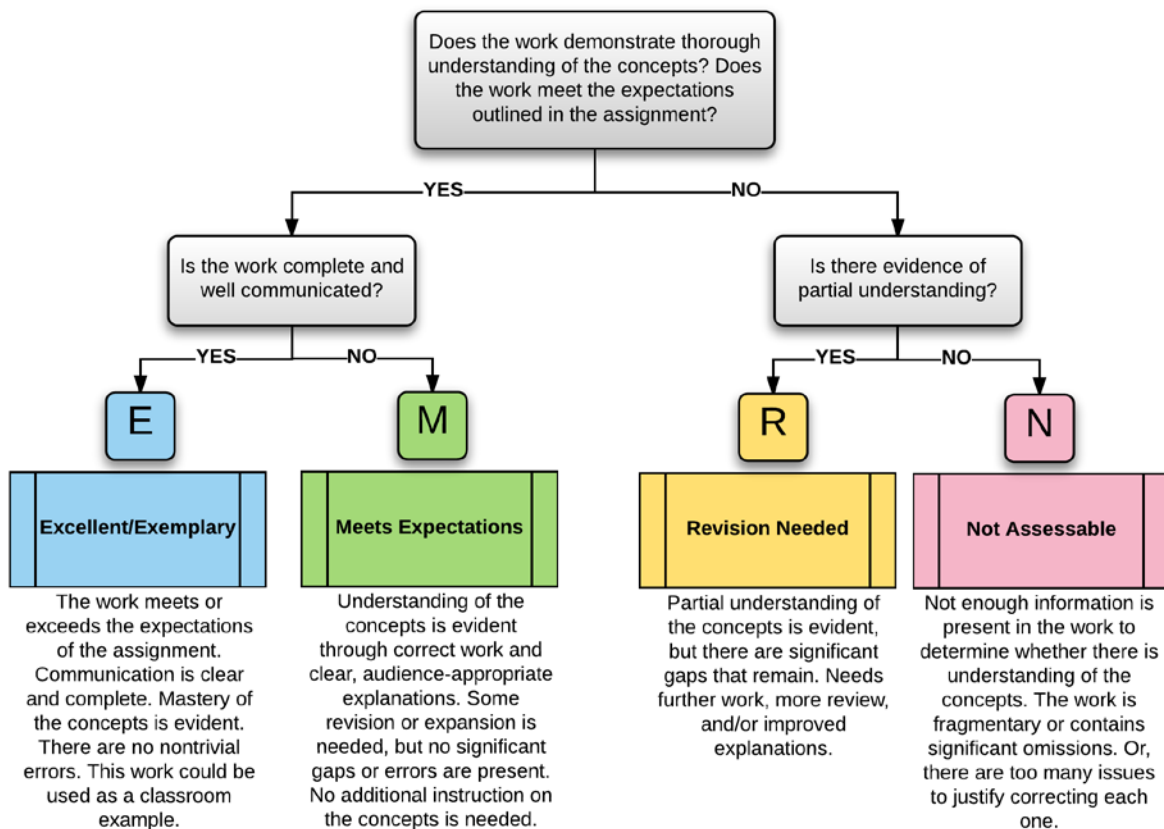 Does the work demonstrate thorough
understanding of the concepts? Does
the work meet the expectations
outlined in the assignment?
YES
NO
Is the work complete and
well communicated?
Is there evidence of
partial understanding?
YES
NO
YES
NO
E
M
R
N
Excellent/Exemplary
Meets Expectations
Revision Needed
Not Assessable
The work meets or
exceeds the expectations
of the assignment.
Communication is clear
and complete. Mastery of
the concepts is evident.
There are no nontrivial
errors. This work could be
used as a classroom
example.
Understanding of the
concepts is evident
through correct work and
clear, audience-appropriate
explanations. Some
revision or expansion is
needed, but no significant
gaps or errors are present.
No additional instruction on
the concepts is needed.
Partial understanding of
the concepts is evident,
but there are significant
gaps that remain. Needs
further work, more review,
and/or improved
explanations.
Not enough information is
present in the work to
determine whether there is
understanding of the
concepts. The work is
fragmentary or contains
significant omissions. Or,
there are too many issues
to justify correcting each
one.